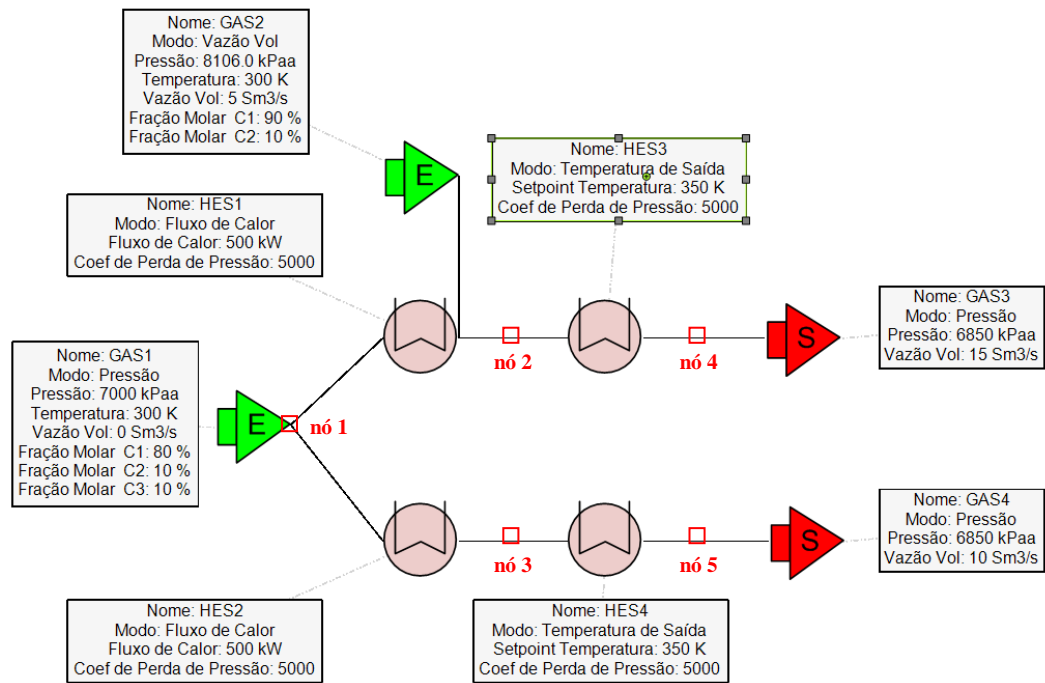 Nome: GAS2
Modo: Vazão Vol
Pressão: 8106.0 kPaa
Temperatura: 300 K
Vazão Vol: 5 Sm3/s
Fração Molar C1: 90 %
Fração Molar C2: 10 %
E
Nome: HES3
Modo: Temperatura de Saída
Setpoint Temperatura: 350 K
Coef de Perda de Pressão: 5000
Nome: HES1
Modo: Fluxo de Calor
Fluxo de Calor: 500 kW
Coef de Perda de Pressão: 5000
nó 2
nó 4
S
Nome: GAS3
Modo: Pressão
Pressão: 6850 kPaa
Vazão Vol: 15 Sm3/s
Nome: GAS1
Modo: Pressão
Pressão: 7000 kPaa
Temperatura: 300 K
Vazão Vol: 0 Sm3/s
Fração Molar C1: 80 %
Fração Molar C2: 10 %
Fração Molar C3: 10 %
E
nó 1
nó 3
nó 5
S
Nome: GAS4
Modo: Pressão
Pressão: 6850 kPaa
Vazão Vol: 10 Sm3/s
Nome: HES2
Modo: Fluxo de Calor
Fluxo de Calor: 500 kW
Coef de Perda de Pressão: 5000
Nome: HES4
Modo: Temperatura de Saída
Setpoint Temperatura: 350 K
Coef de Perda de Pressão: 5000